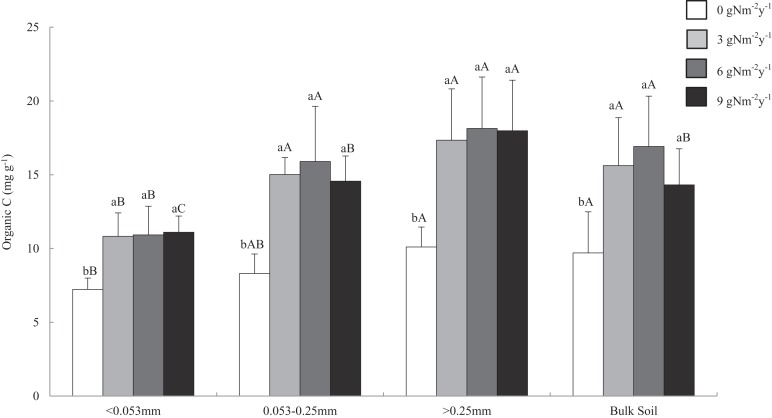 0 gNm⁻²y⁻¹
3 gNm⁻²y⁻¹
6 gNm⁻²y⁻¹
9 gNm⁻²y⁻¹
Organic C (mg g⁻¹)
25
20
15
10
5
0
bB
aB
aB
aC
bAB
aA
aA
aB
bA
aA
aA
aA
bA
aA
aA
aB
<0.053mm
0.053-0.25mm
>0.25mm
Bulk Soil